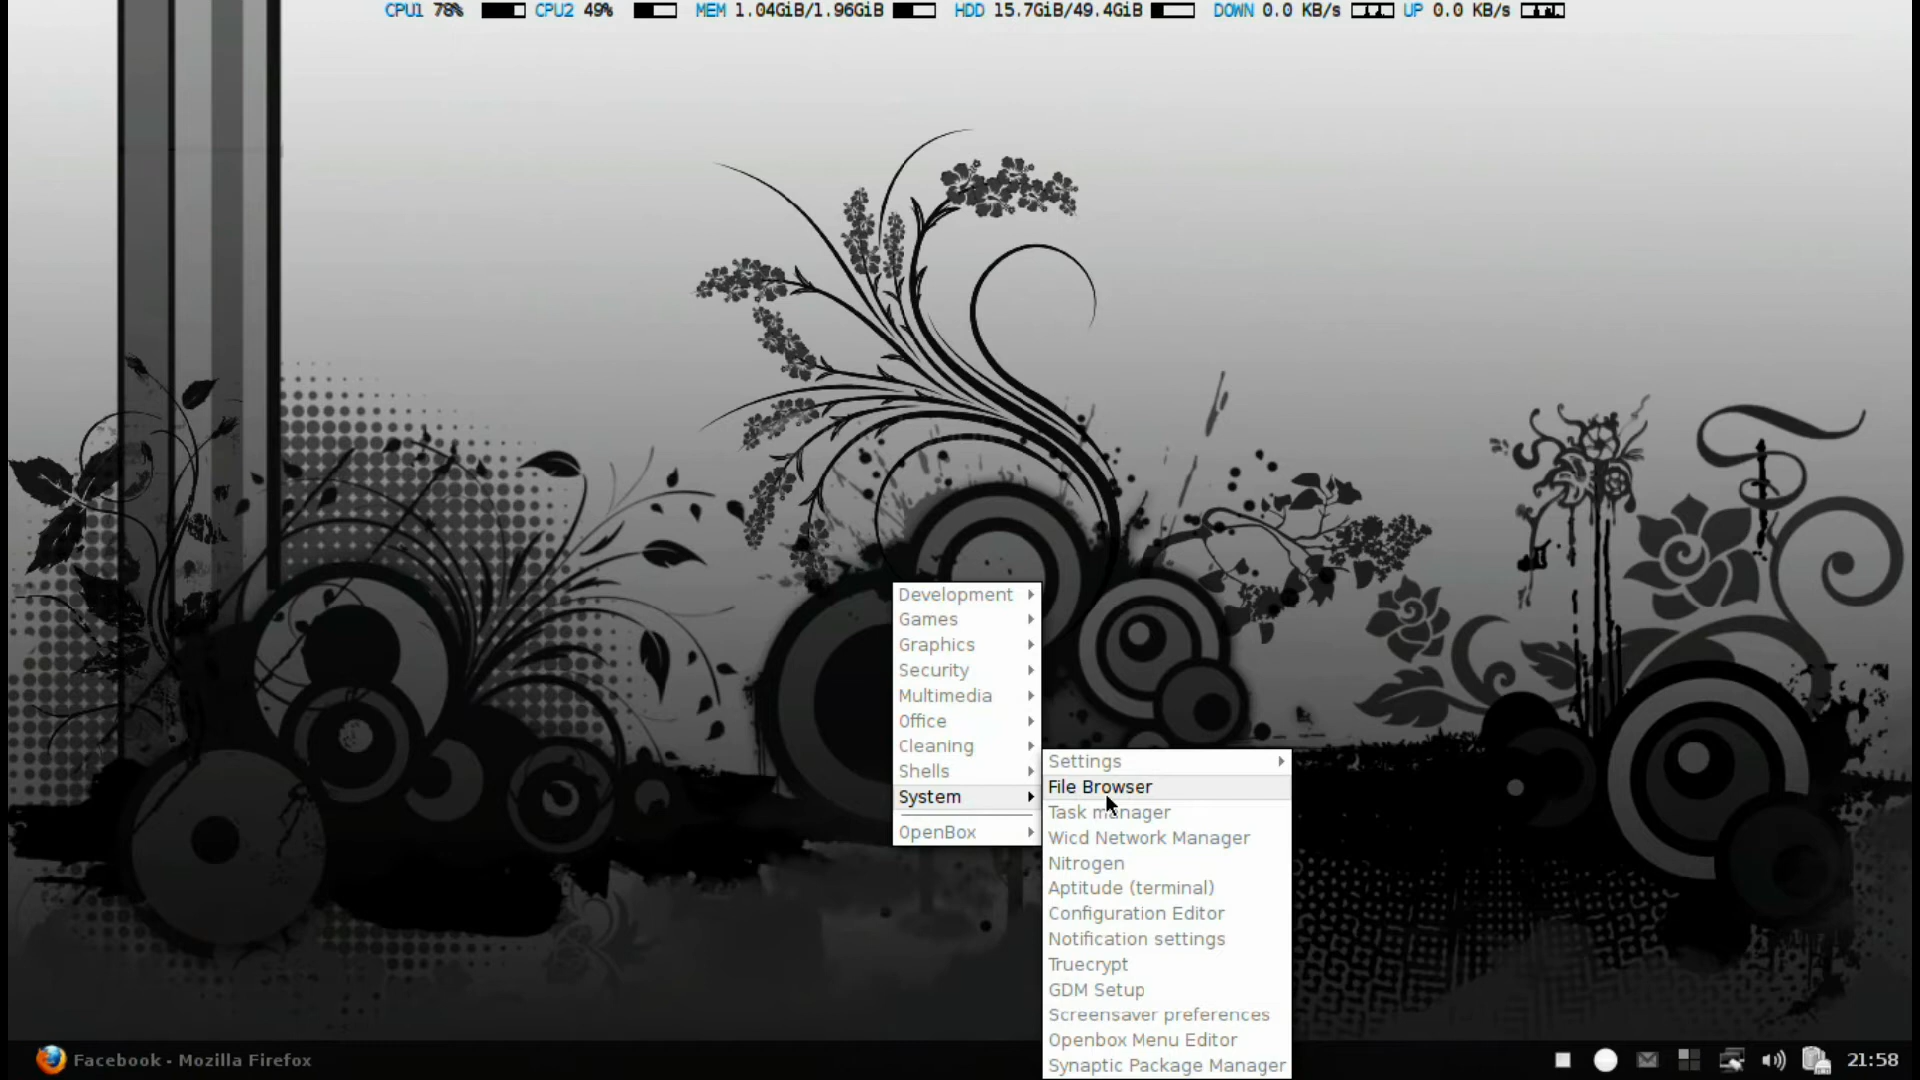 CPU1 78% CPU2 49% MEM 1.04GiB/1.96GiB HDD 15.7GiB/49.4GiB DOWN 0.0 KB/s UP 0.0 KB/s
Development
Games
Graphics
Security
Multimedia
Office
Cleaning
Shells
System
OpenBox
Settings
File Browser
Task manager
Wicd Network Manager
Nitrogen
Aptitude (terminal)
Configuration Editor
Notification settings
Truecrypt
GDM Setup
Screensaver preferences
Openbox Menu Editor
Synaptic Package Manager
Facebook - Mozilla Firefox
21:58